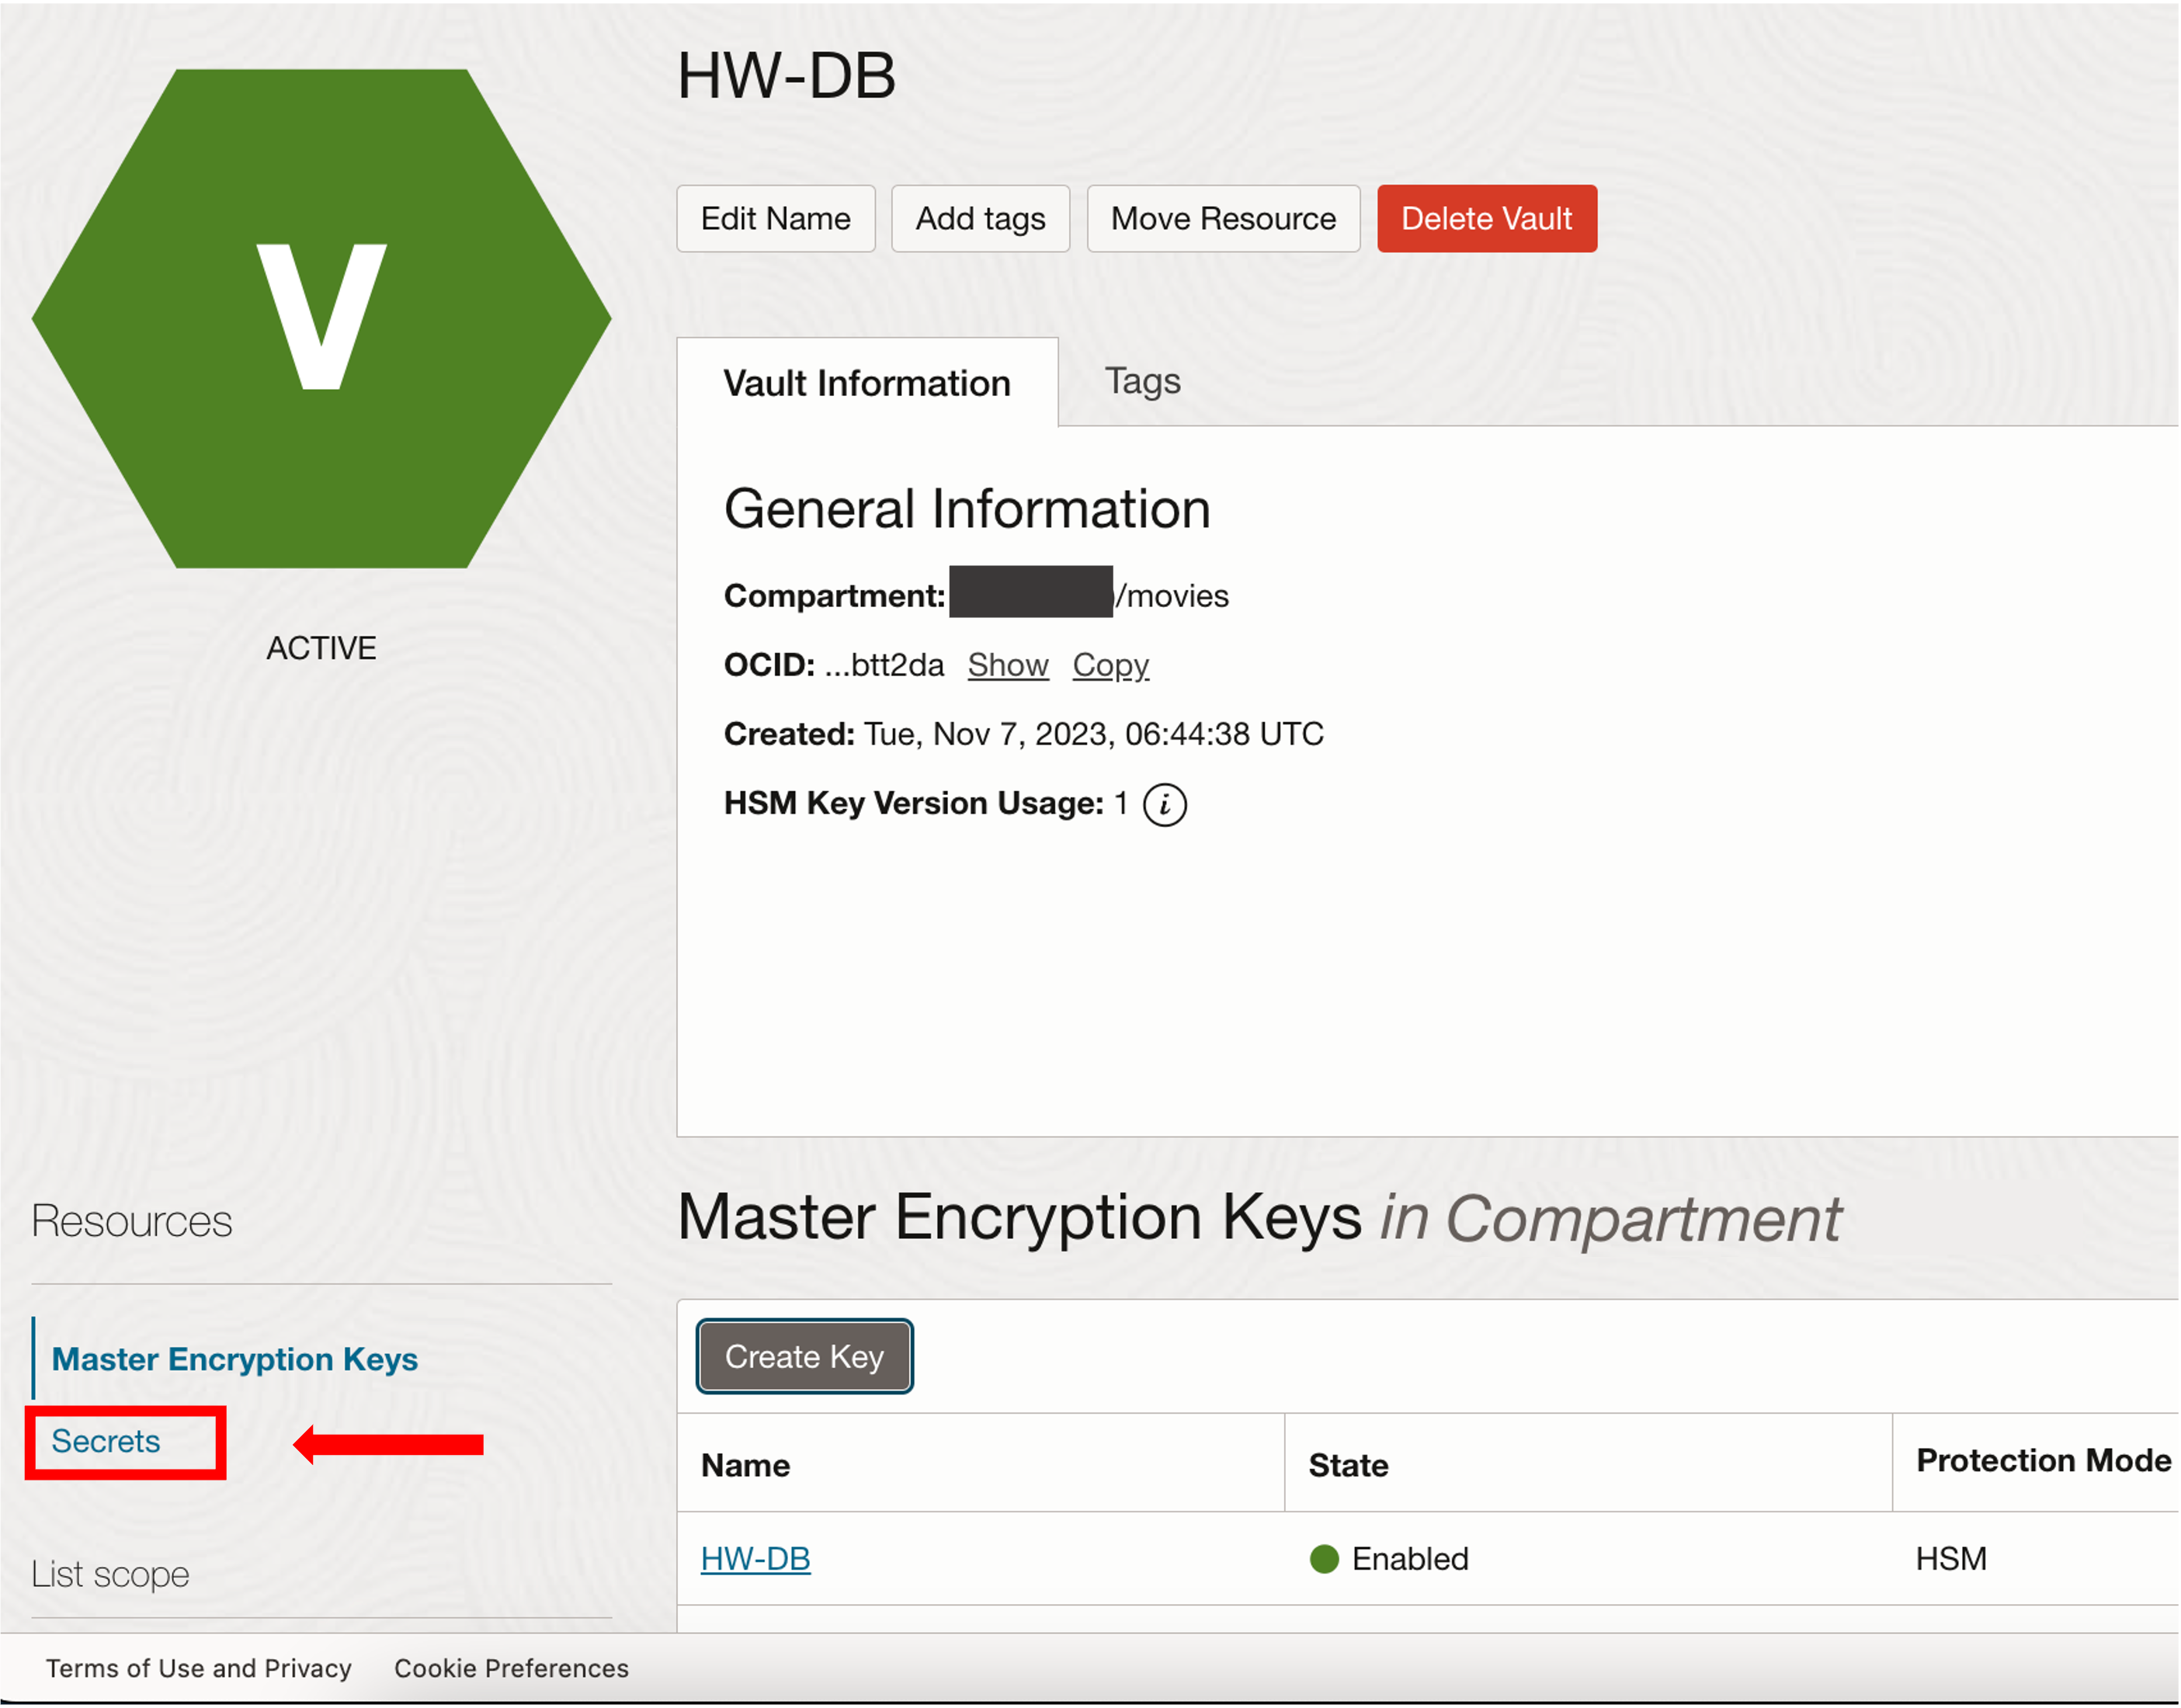 HW-DB
V
ACTIVE
Edit Name Add tags Move Resource Delete Vault
Vault Information Tags
General Information
Compartment: /movies
OCID: ...btt2da Show Copy
Created: Tue, Nov 7, 2023, 06:44:38 UTC
HSM Key Version Usage: 1 i
Resources
Master Encryption Keys
Secrets
List scope
Master Encryption Keys in Compartment
Create Key
Name State Protection Mode
HW-DB Enabled HSM
Terms of Use and Privacy Cookie Preferences